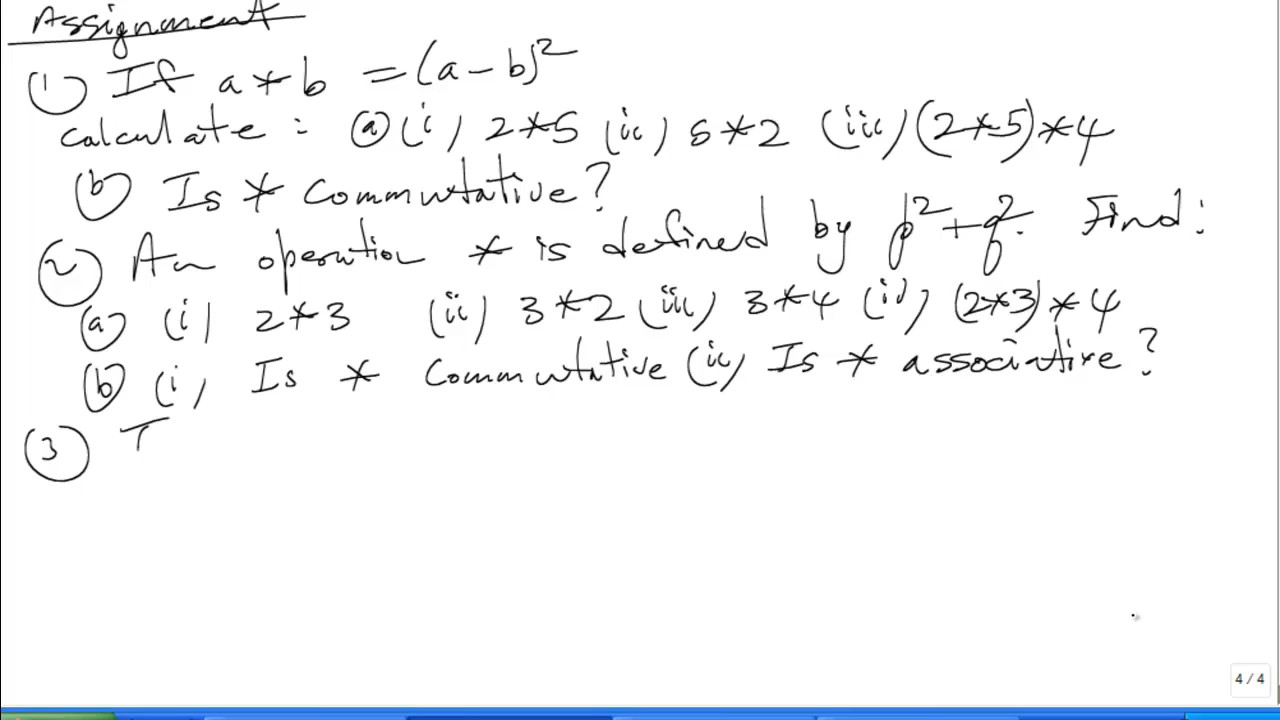 Assignment
① If a * b = (a - b)²
calculate : ⓐ (i) 2*5 (ii) 5*2 (iii) (2*5)*4
ⓑ Is * commutative?
② An operation * is defined by p²+q². Find:
ⓐ (i) 2*3 (ii) 3*2 (iii) 3*4 (iv) (2*3)*4
ⓑ (i) Is * commutative (ii) Is * associative?
③ T
4 / 4